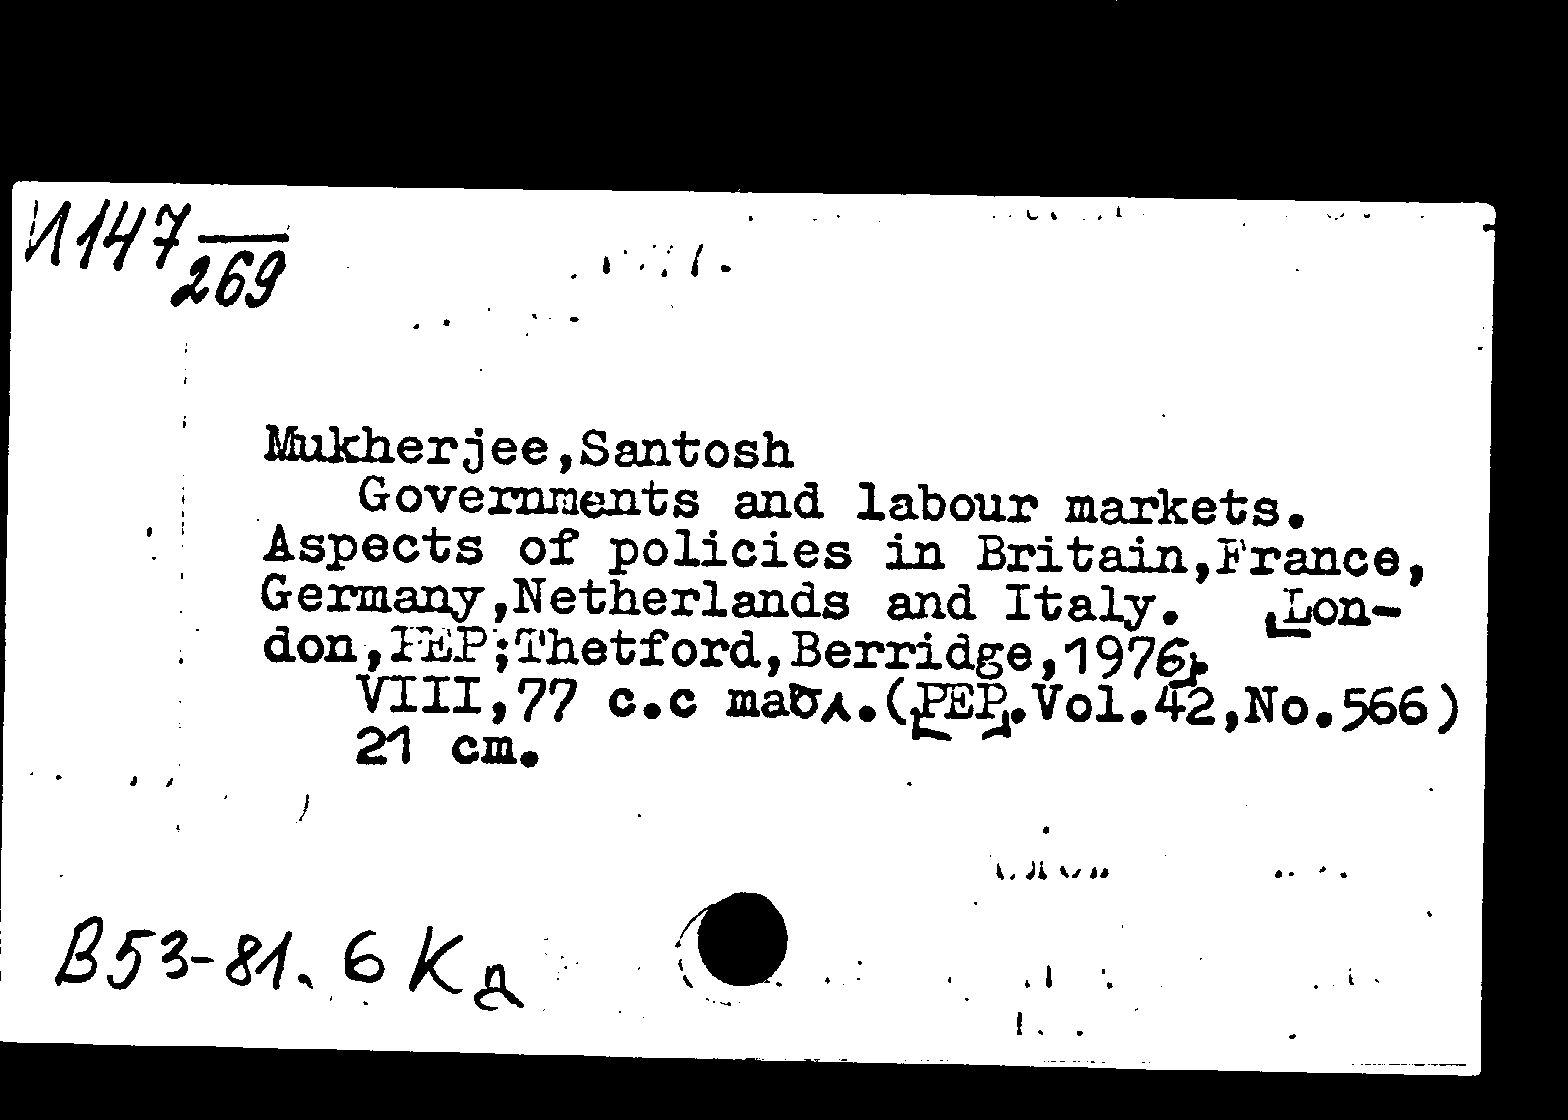 И147
269
Mukherjee,Santosh
Governments and labour markets.
Aspects of policies in Britain,France,
Germany,Netherlands and Italy. [Lon-
don,PEP;Thetford,Berridge,1976].
VIII,77 с.с табл.([PEP].Vol.42,No.566)
21 cm.
В53-81. 6 Кд